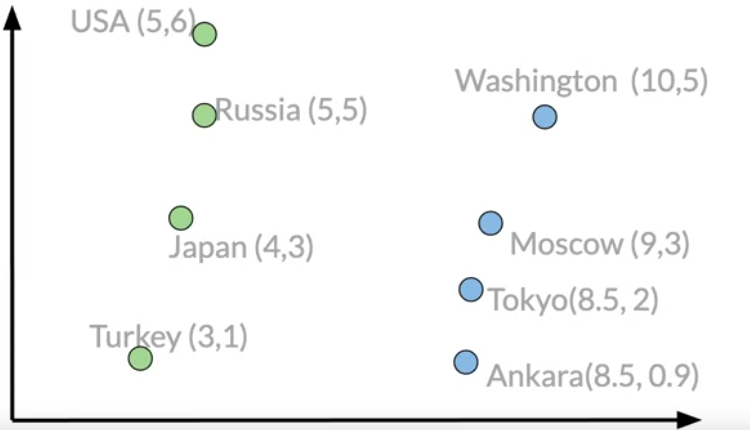 USA (5,6)
Washington (10,5)
Russia (5,5)
Japan (4,3)
Moscow (9,3)
Tokyo(8.5, 2)
Turkey (3,1)
Ankara(8.5, 0.9)